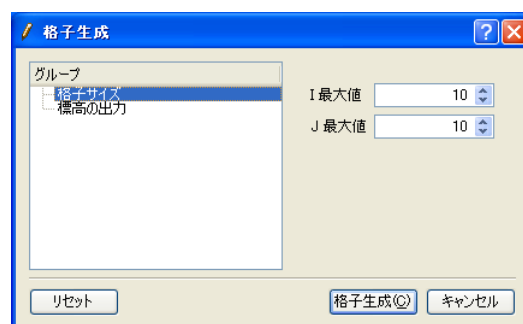 格子生成
グループ
格子サイズ
標高の出力
I 最大値 10
J 最大値 10
リセット
格子生成(C) キャンセル